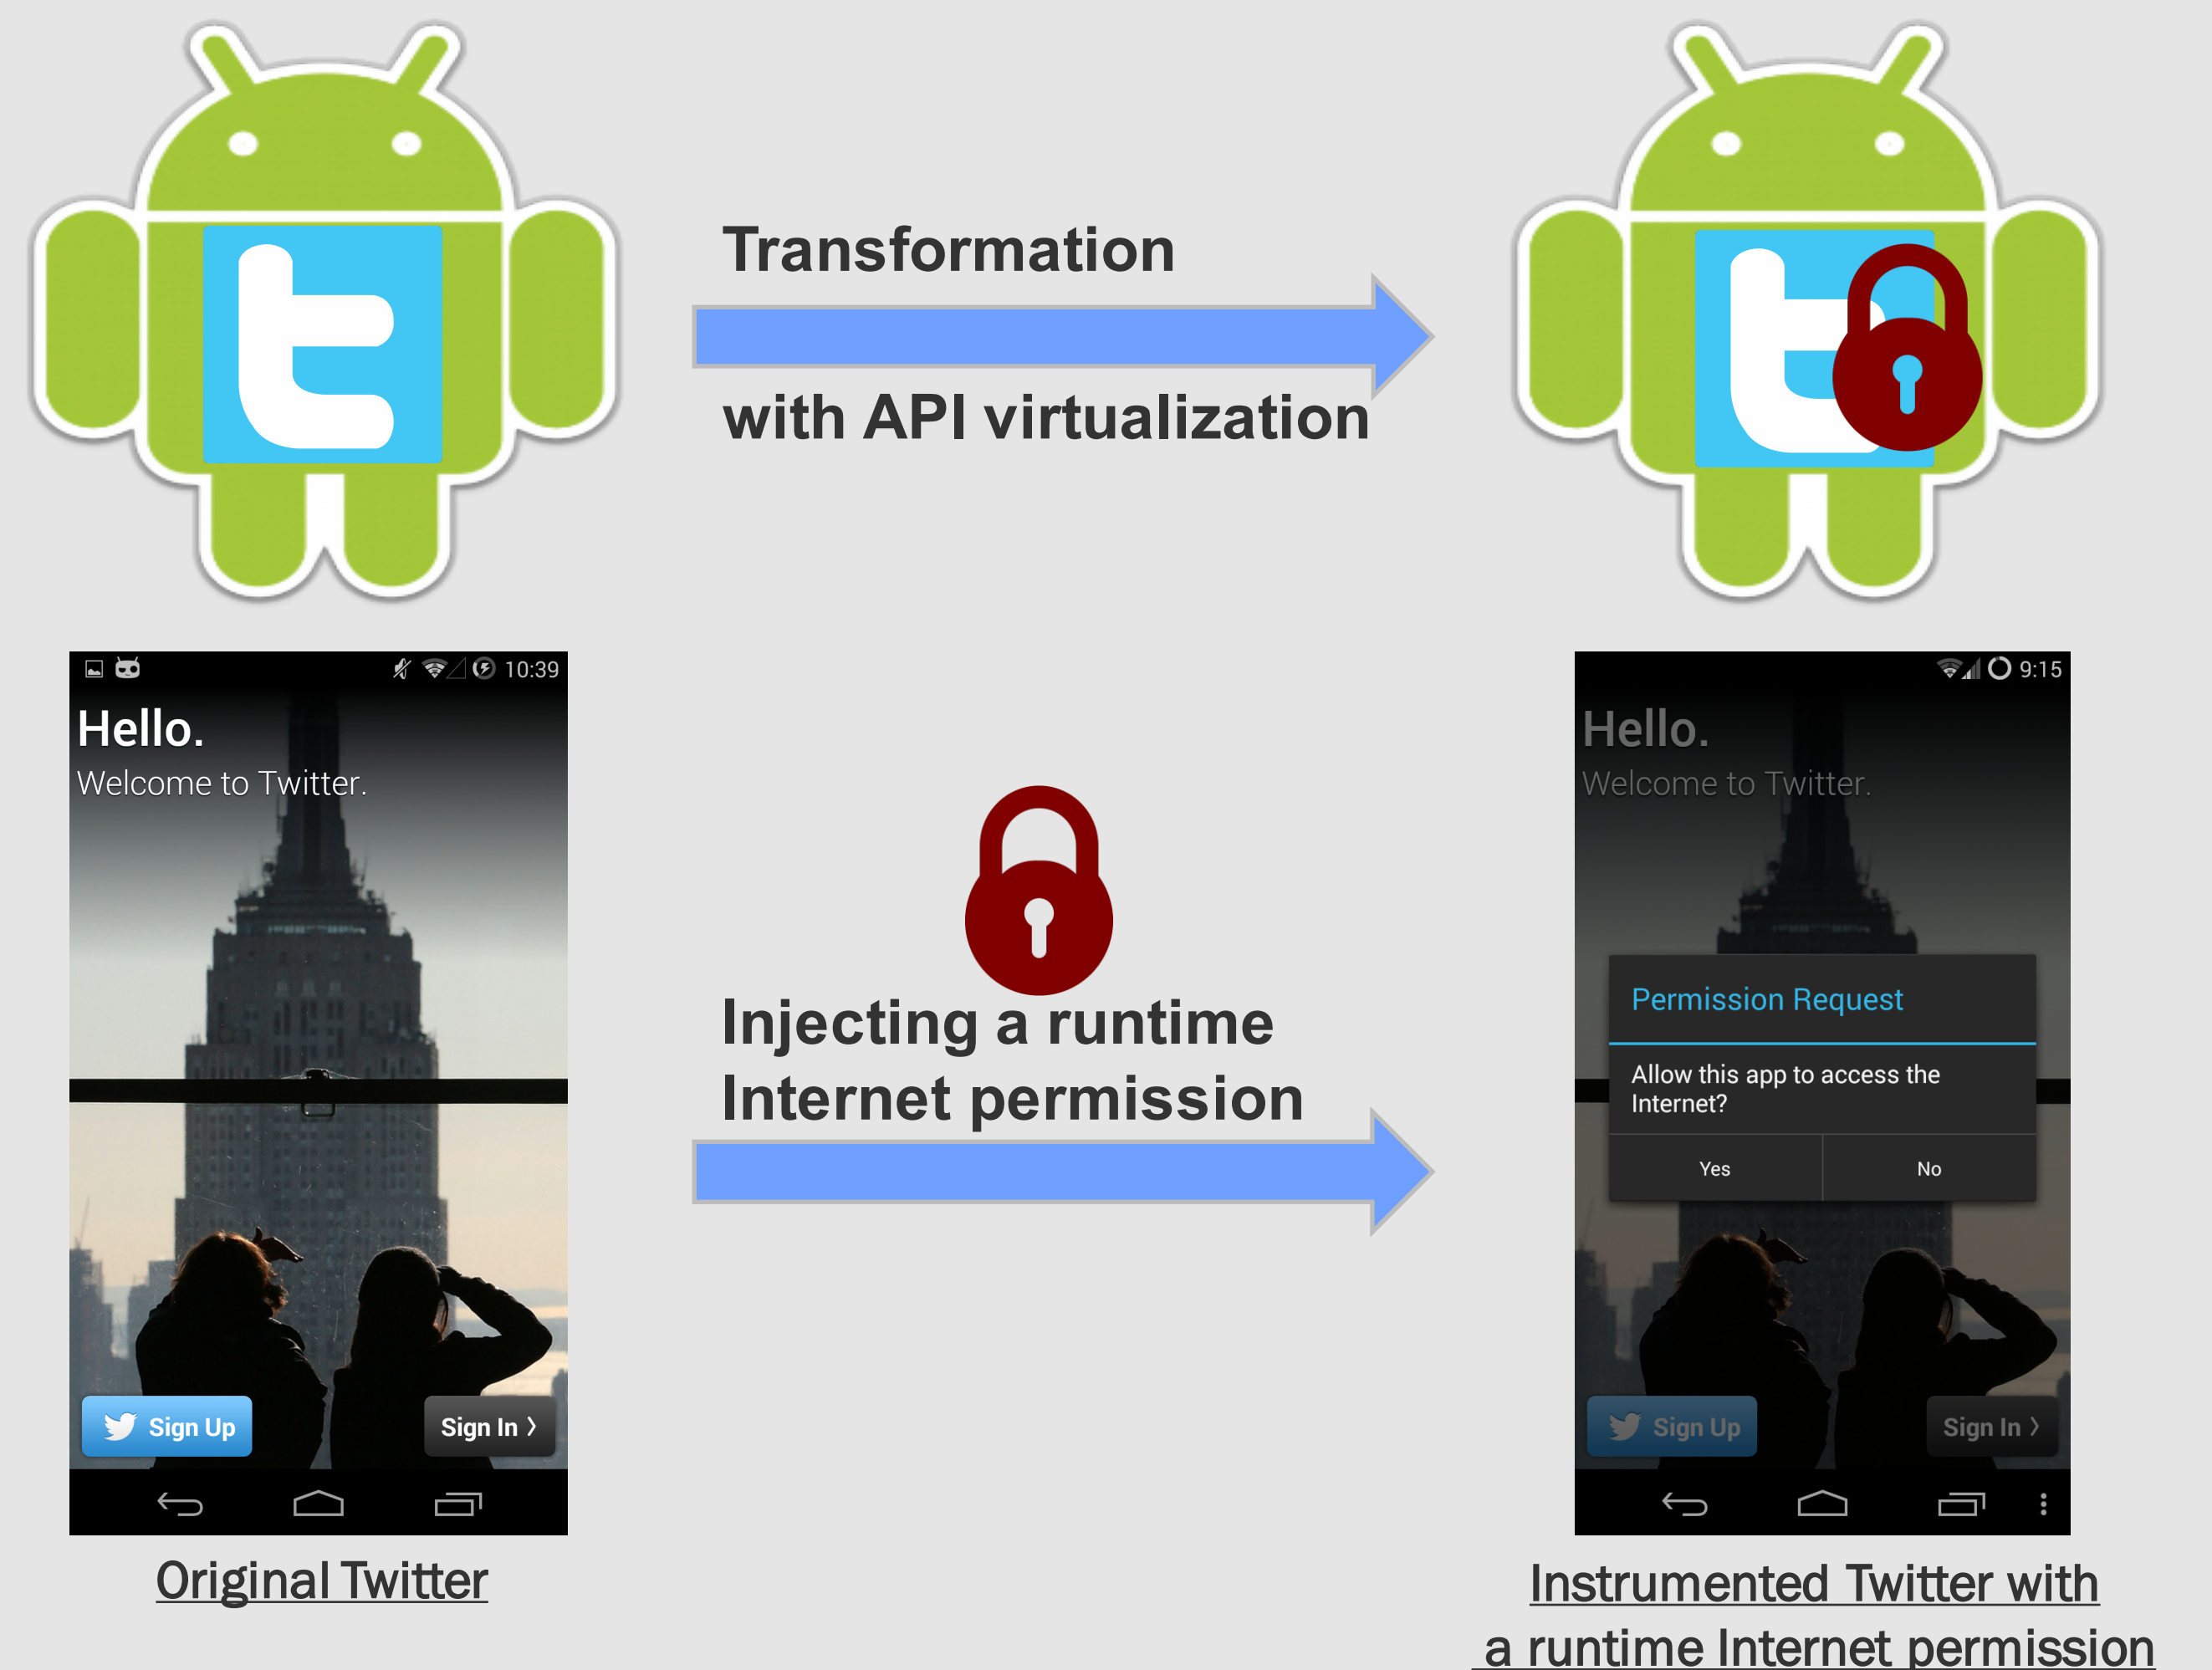 Transformation
with API virtualization
10:39
Hello.
Welcome to Twitter.
Sign Up
Sign In
Original Twitter
Injecting a runtime
Internet permission
9:15
Hello.
Welcome to Twitter.
Permission Request
Allow this app to access the
Internet?
Yes
No
Sign Up
Sign In
Instrumented Twitter with
a runtime Internet permission